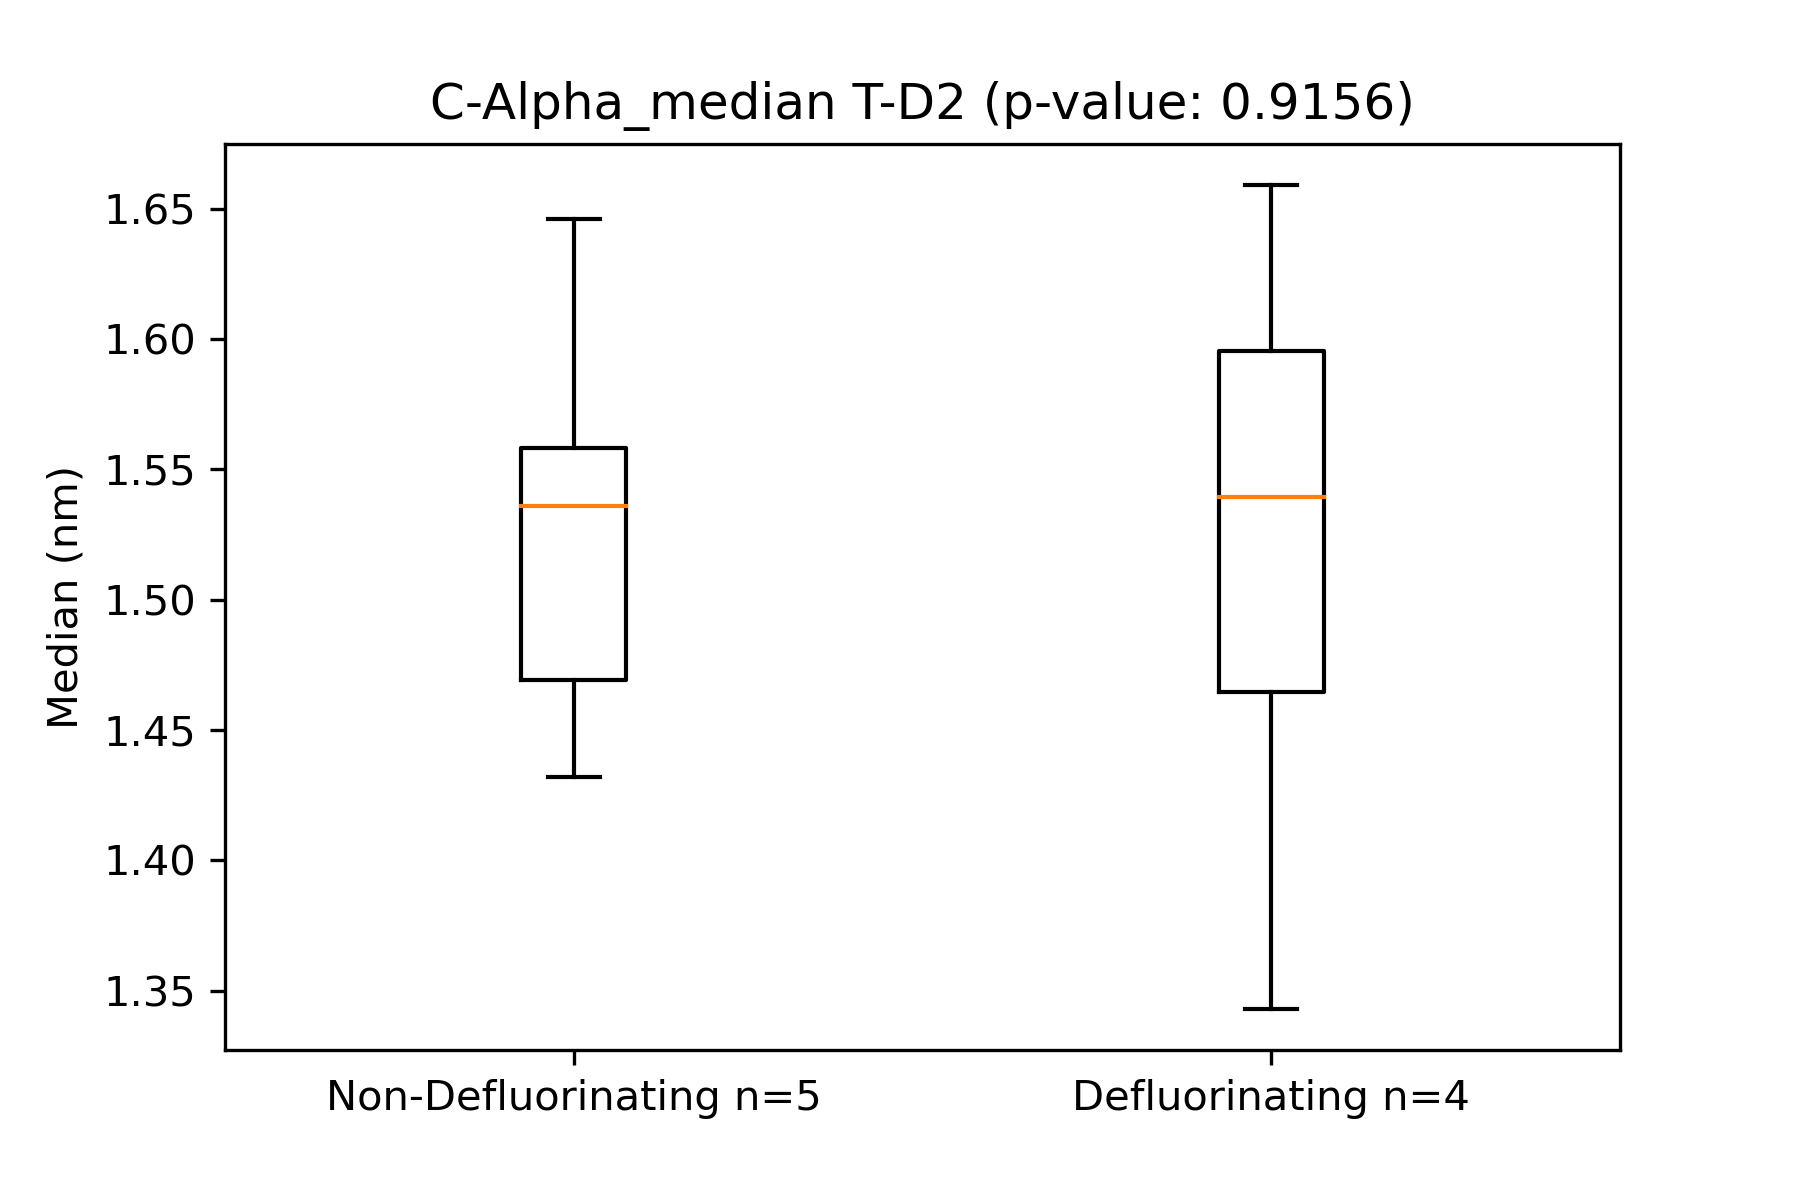 C-Alpha_median T-D2 (p-value: 0.9156)
Median (nm)
1.65
1.60
1.55
1.50
1.45
1.40
1.35
Non-Defluorinating n=5
Defluorinating n=4